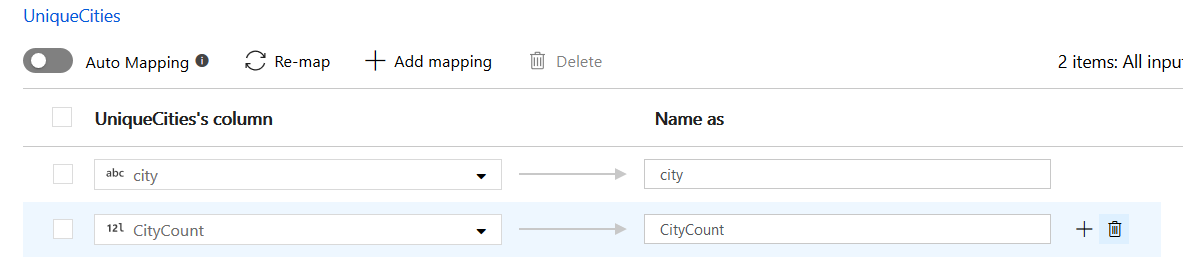 UniqueCities
Auto Mapping Re-map Add mapping Delete 2 items: All inpu
UniqueCities's column Name as
abc city city
12l CityCount CityCount